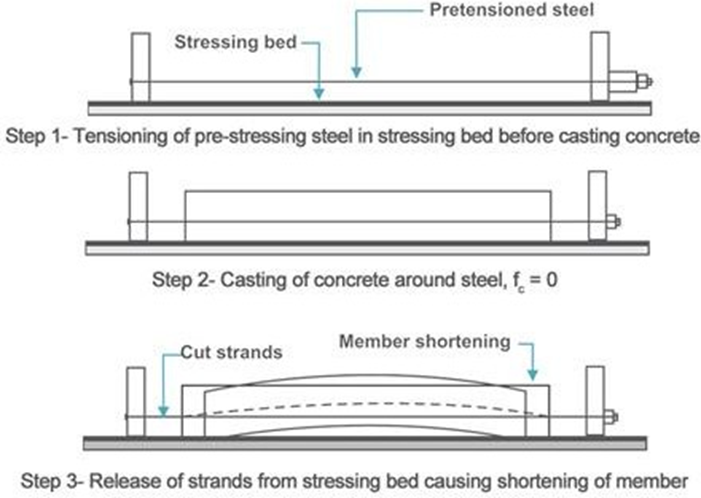 Pretensioned steel
Stressing bed
Step 1- Tensioning of pre-stressing steel in stressing bed before casting concrete
Step 2- Casting of concrete around steel, fc = 0
Member shortening
Cut strands
Step 3- Release of strands from stressing bed causing shortening of member